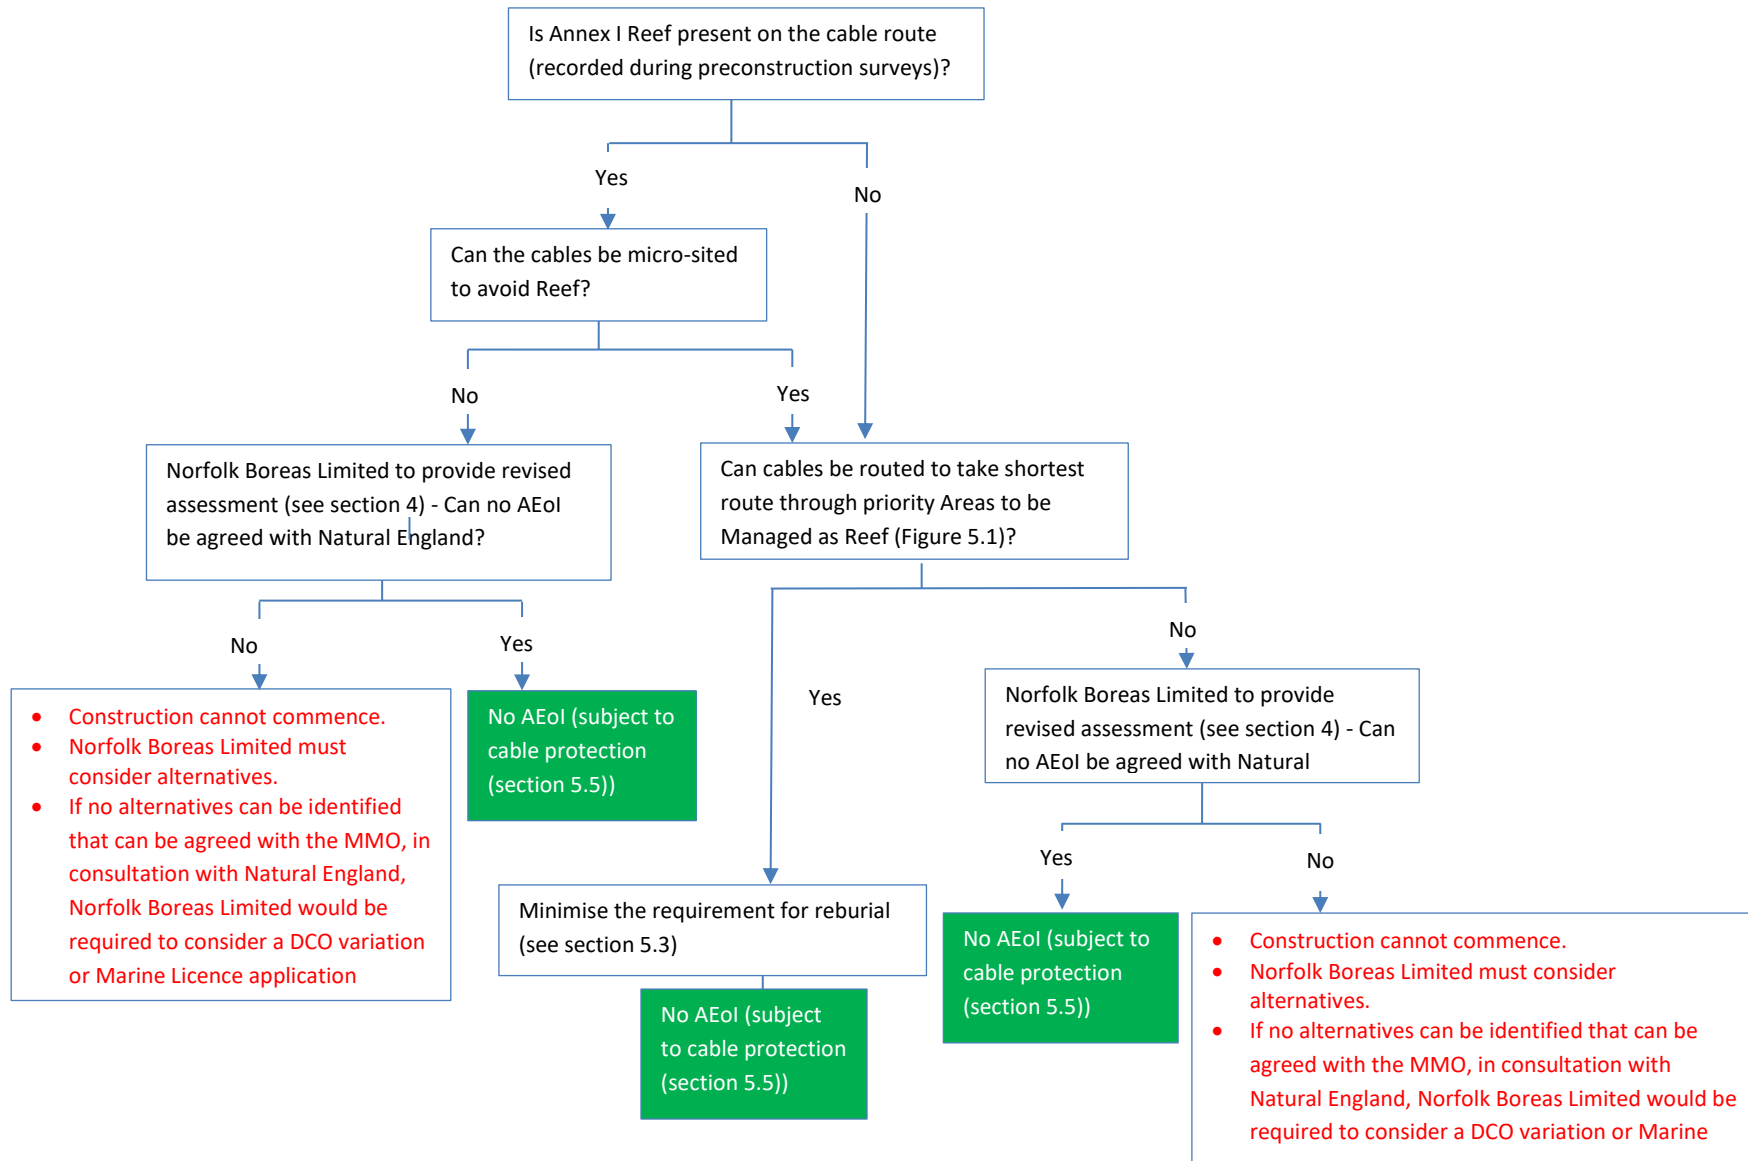 Is Annex I Reef present on the cable route
(recorded during preconstruction surveys)?
Yes
No
Can the cables be micro-sited
to avoid Reef?
No
Yes
Norfolk Boreas Limited to provide revised
assessment (see section 4) - Can no AEoI
be agreed with Natural England?
Can cables be routed to take shortest
route through priority Areas to be
Managed as Reef (Figure 5.1)?
No
Yes
Yes
No
• Construction cannot commence.
• Norfolk Boreas Limited must
consider alternatives.
• If no alternatives can be identified
that can be agreed with the MMO, in
consultation with Natural England,
Norfolk Boreas Limited would be
required to consider a DCO variation
or Marine Licence application
No AEoI (subject to
cable protection
(section 5.5))
Norfolk Boreas Limited to provide
revised assessment (see section 4) - Can
no AEoI be agreed with Natural
Yes
No
Minimise the requirement for reburial
(see section 5.3)
No AEoI (subject
to cable protection
(section 5.5))
No AEoI (subject to
cable protection
(section 5.5))
• Construction cannot commence.
• Norfolk Boreas Limited must consider
alternatives.
• If no alternatives can be identified that can be
agreed with the MMO, in consultation with
Natural England, Norfolk Boreas Limited would be
required to consider a DCO variation or Marine